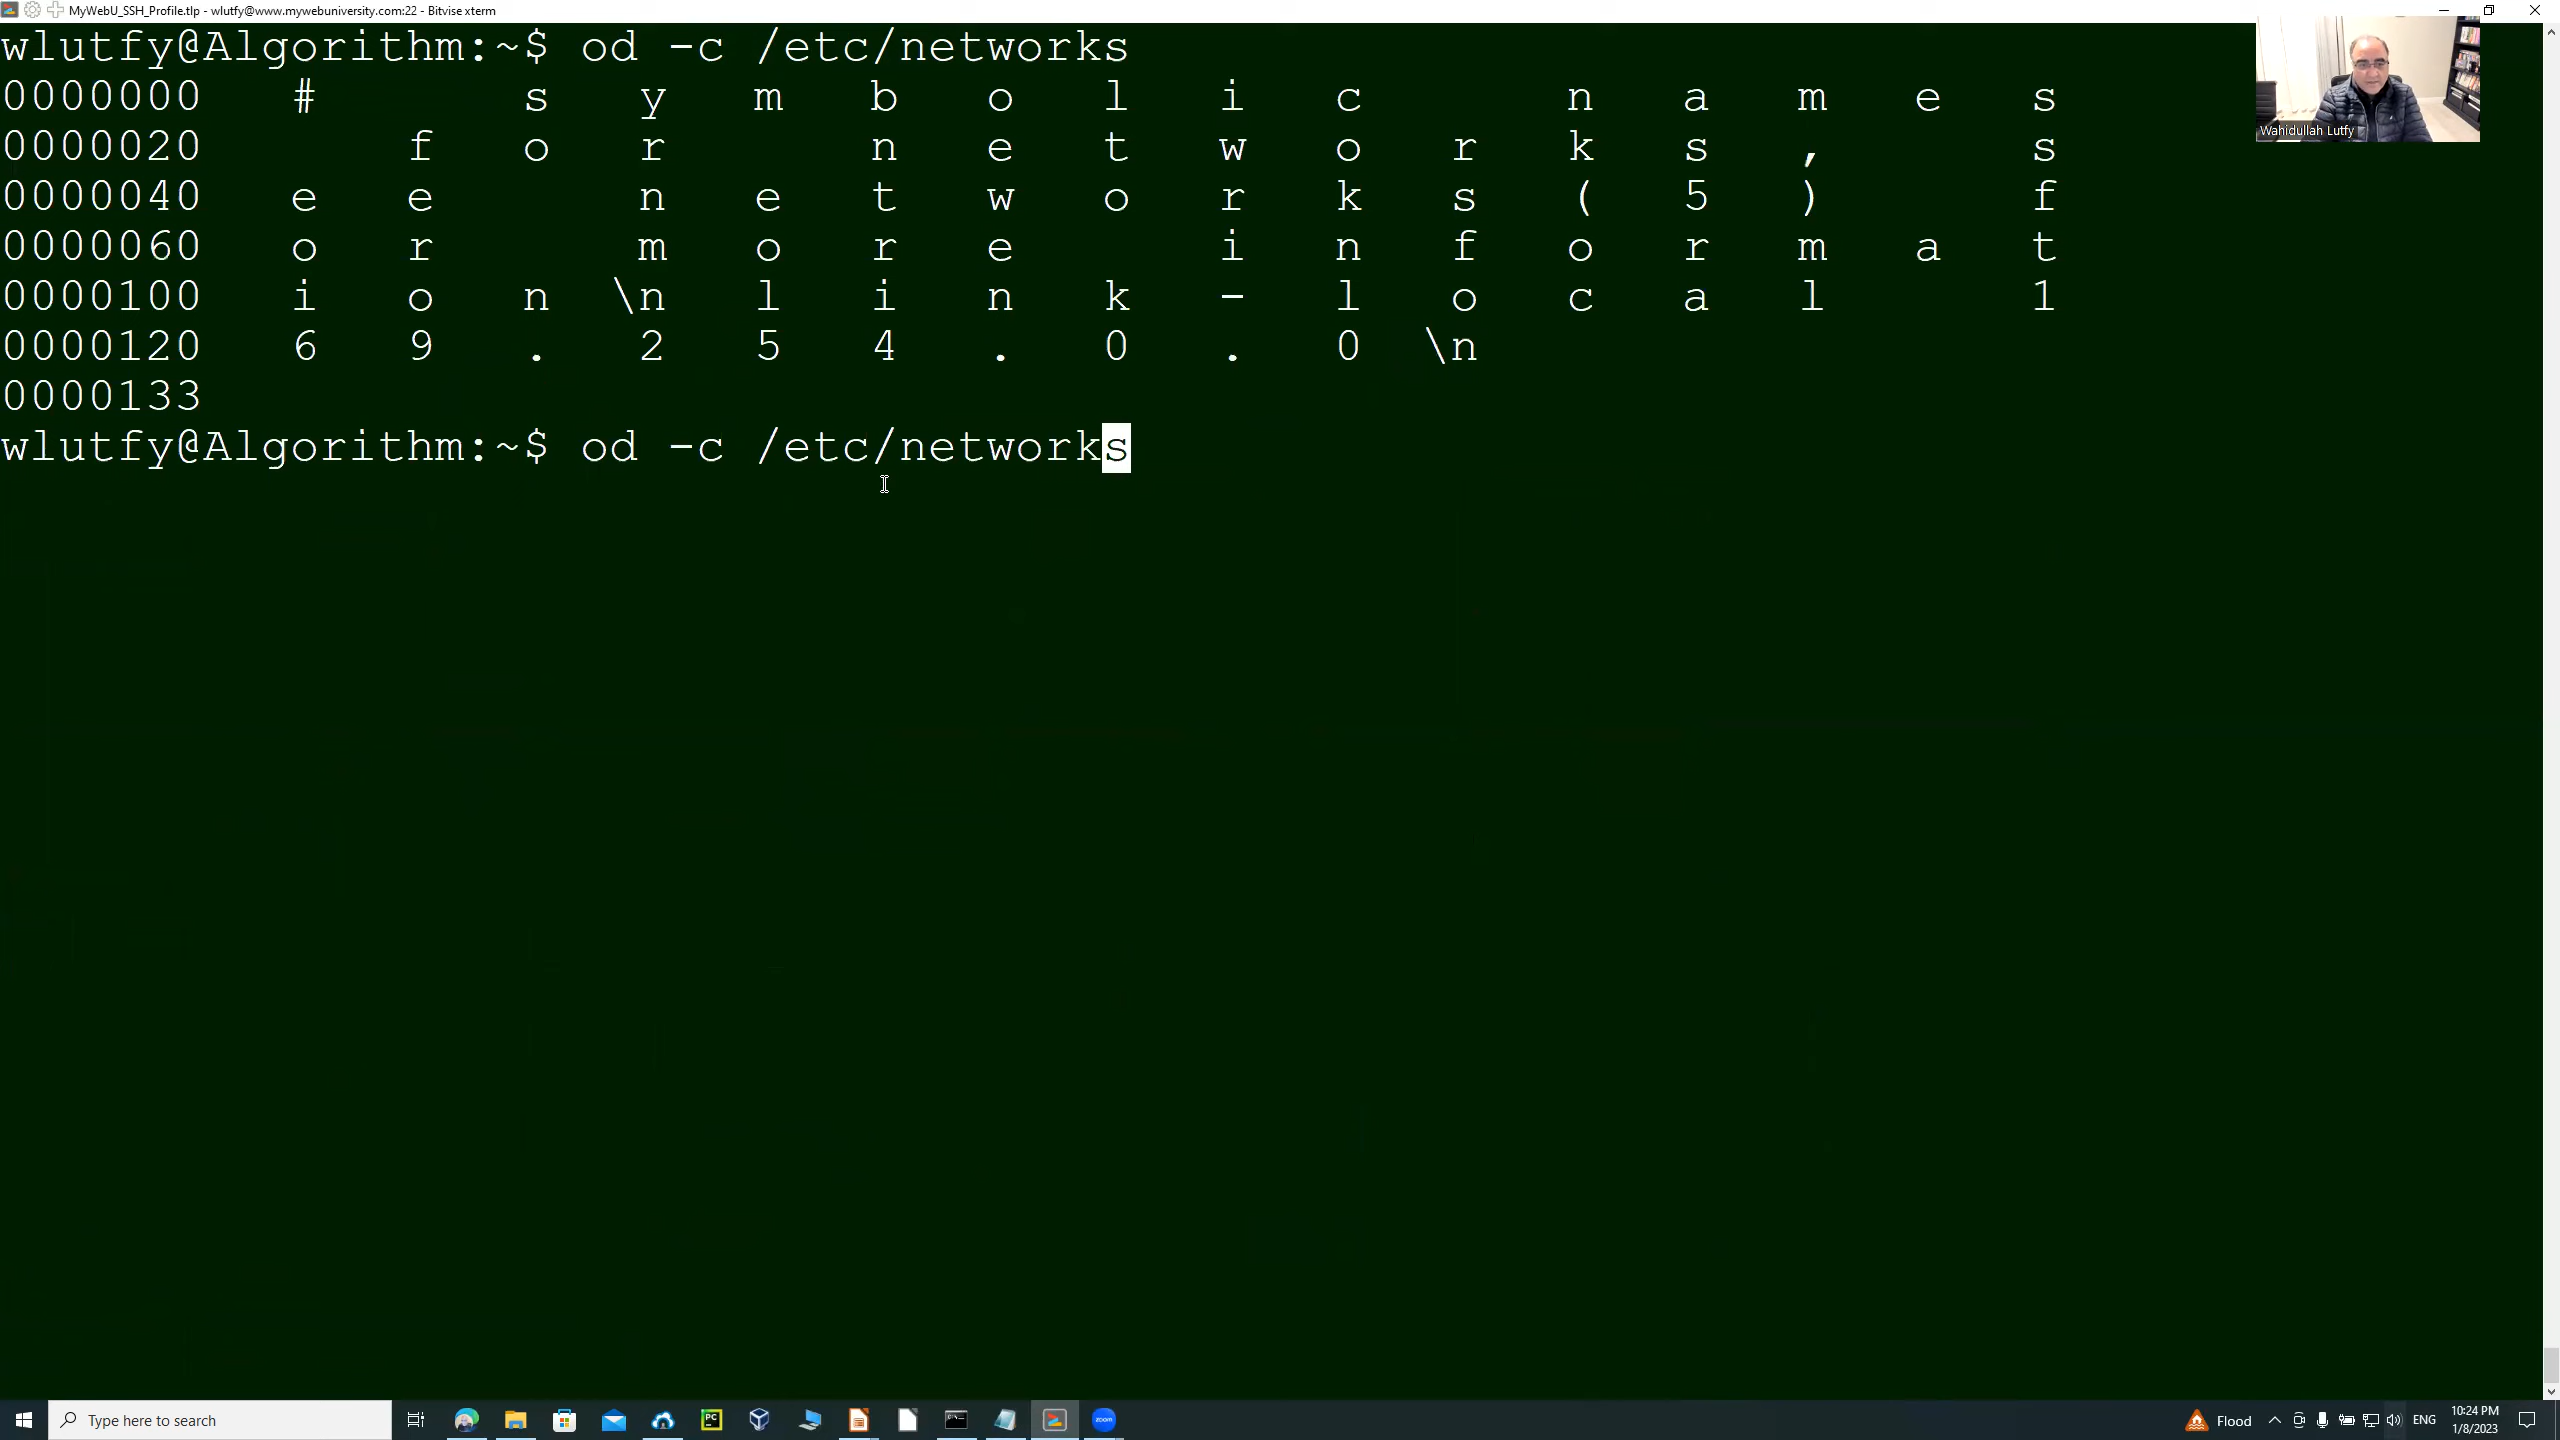 MyWebU_SSH_Profile.tlp - wlutfy@www.mywebuniversity.com:22 - Bitvise xterm
wlutfy@Algorithm:~$ od -c /etc/networks
0000000 # s y m b o l i c n a m e s
0000020 f o r n e t w o r k s , s
0000040 e e n e t w o r k s ( 5 ) f
0000060 o r m o r e i n f o r m a t
0000100 i o n \n l i n k - l o c a l 1
0000120 6 9 . 2 5 4 . 0 . 0 \n
0000133
wlutfy@Algorithm:~$ od -c /etc/networks
Wahidullah Lutfy
Type here to search
PC
zoom
Flood
ENG
10:24 PM
1/8/2023